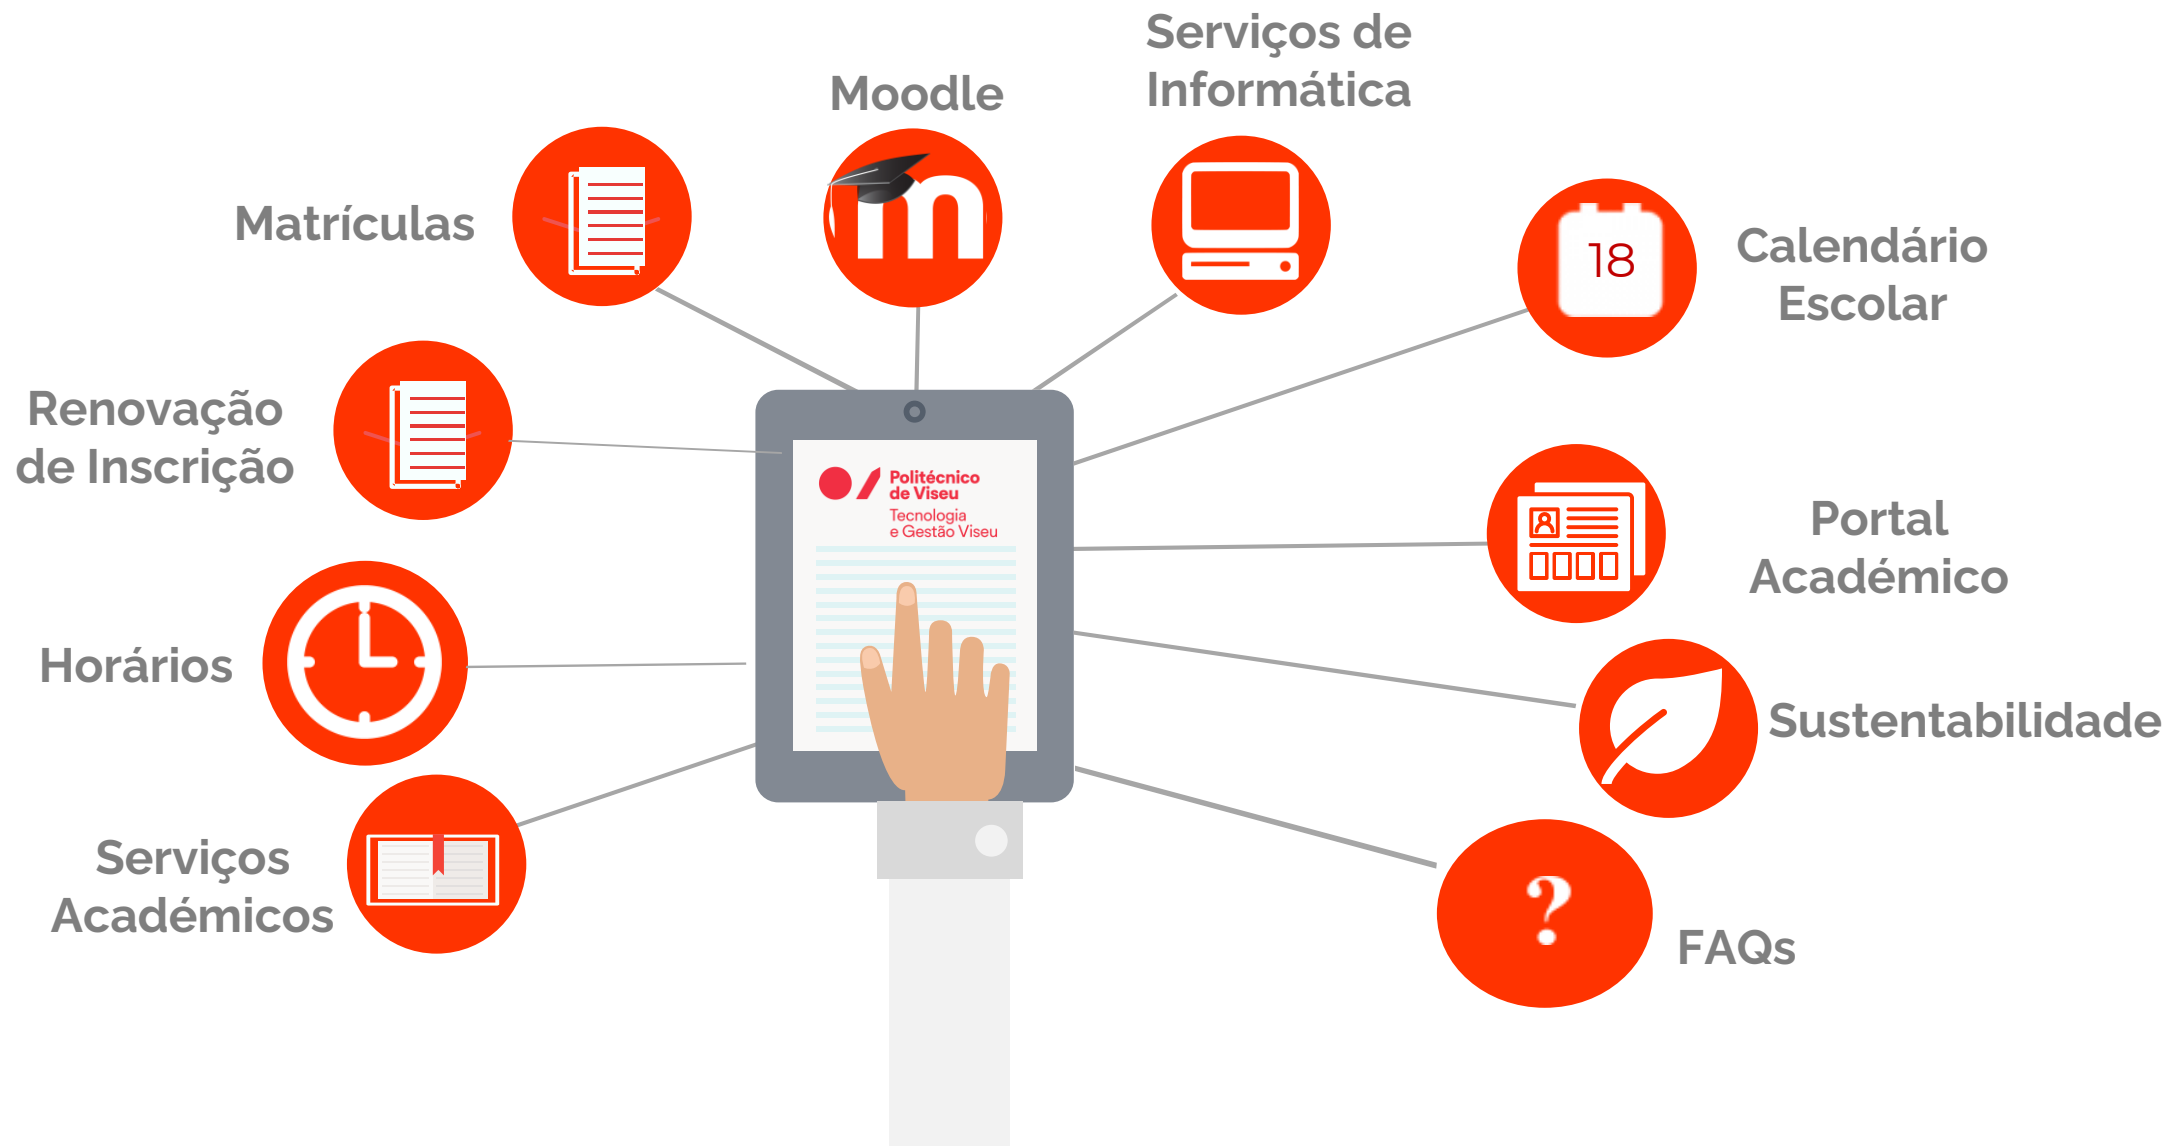 Serviços de
Informática
Moodle
Matrículas
18
Calendário
Escolar
Renovação
de Inscrição
Politécnico
de Viseu
Tecnologia
e Gestão Viseu
Portal
Académico
Horários
Sustentabilidade
Serviços
Académicos
?
FAQs